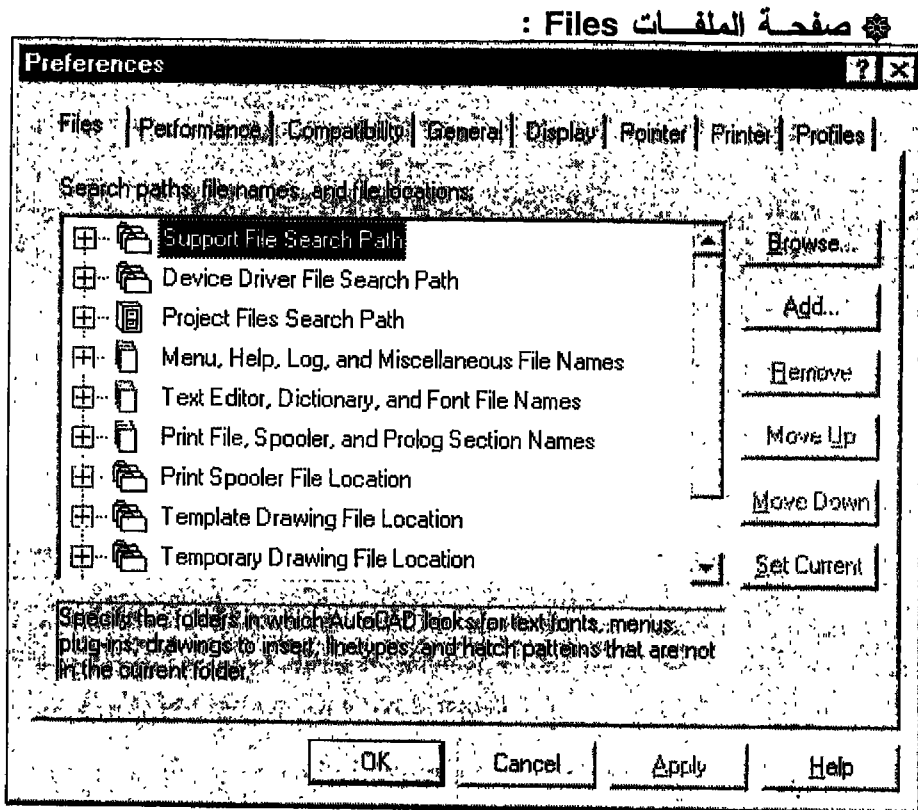 صفحة الملفات Files :
Preferences
Files Performance Compatibility General Display Pointer Printer Profiles
Search paths, file names, and file locations:
Support File Search Path
Device Driver File Search Path
Project Files Search Path
Menu, Help, Log, and Miscellaneous File Names
Text Editor, Dictionary, and Font File Names
Print File, Spooler, and Prolog Section Names
Print Spooler File Location
Template Drawing File Location
Temporary Drawing File Location
Browse...
Add...
Remove
Move Up
Move Down
Set Current
Specify the folders in which AutoCAD looks for text fonts, menus,
plug-ins, drawings to insert, linetypes, and hatch patterns that are not
in the current folder.
OK Cancel Apply Help